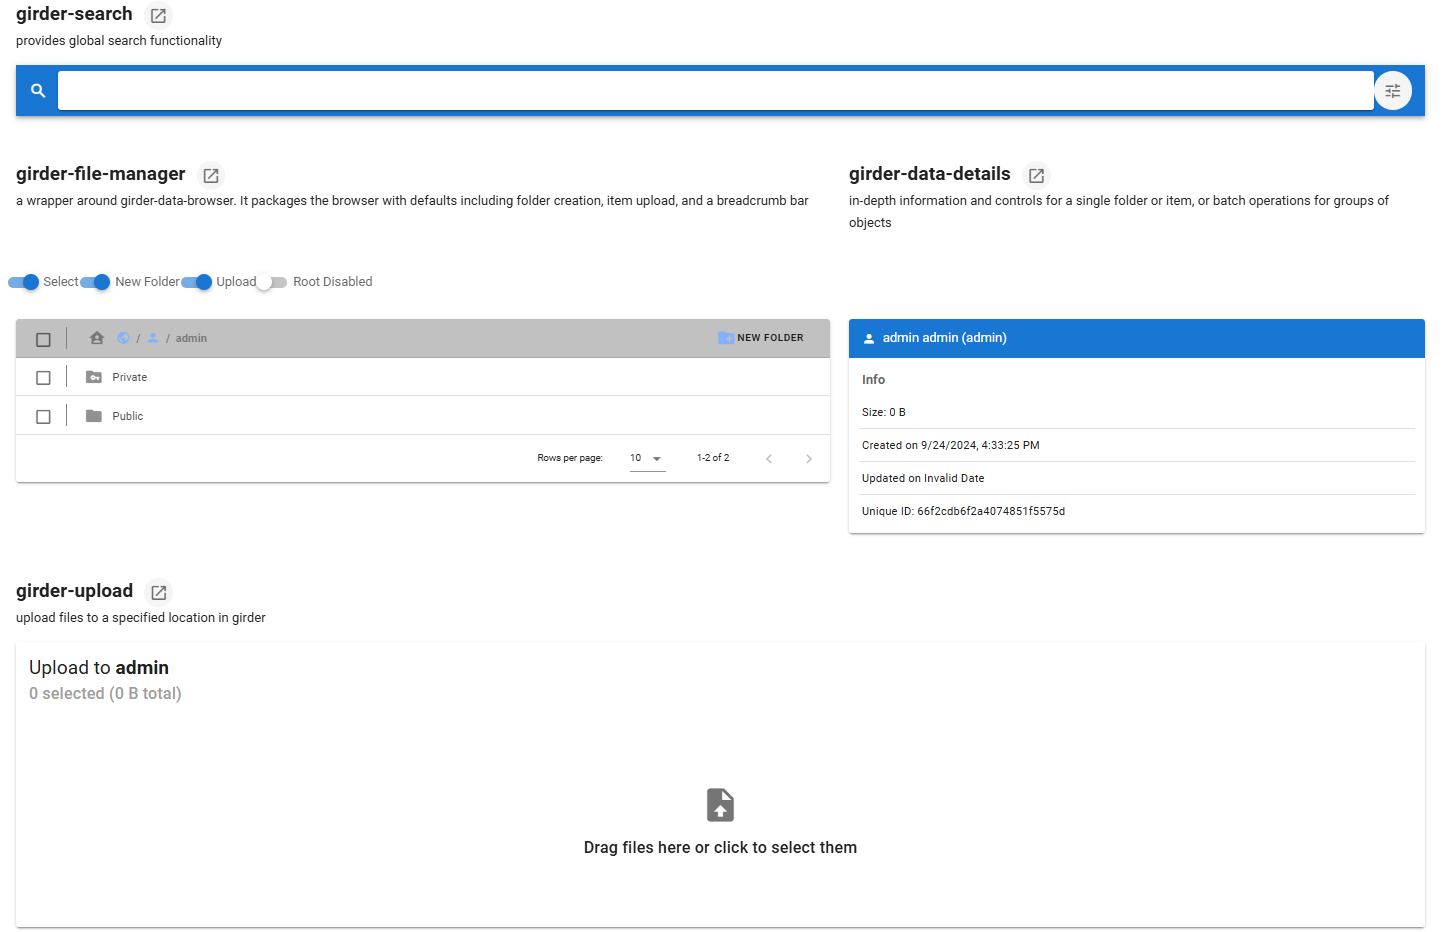 girder-search
provides global search functionality
girder-file-manager
a wrapper around girder-data-browser. It packages the browser with defaults including folder creation, item upload, and a breadcrumb bar
girder-data-details
in-depth information and controls for a single folder or item, or batch operations for groups of
objects
Select New Folder Upload Root Disabled
/ / admin NEW FOLDER
Private
Public
Rows per page: 10 1-2 of 2
admin admin (admin)
Info
Size: 0 B
Created on 9/24/2024, 4:33:25 PM
Updated on Invalid Date
Unique ID: 66f2cdb6f2a4074851f5575d
girder-upload
upload files to a specified location in girder
Upload to admin
0 selected (0 B total)
Drag files here or click to select them